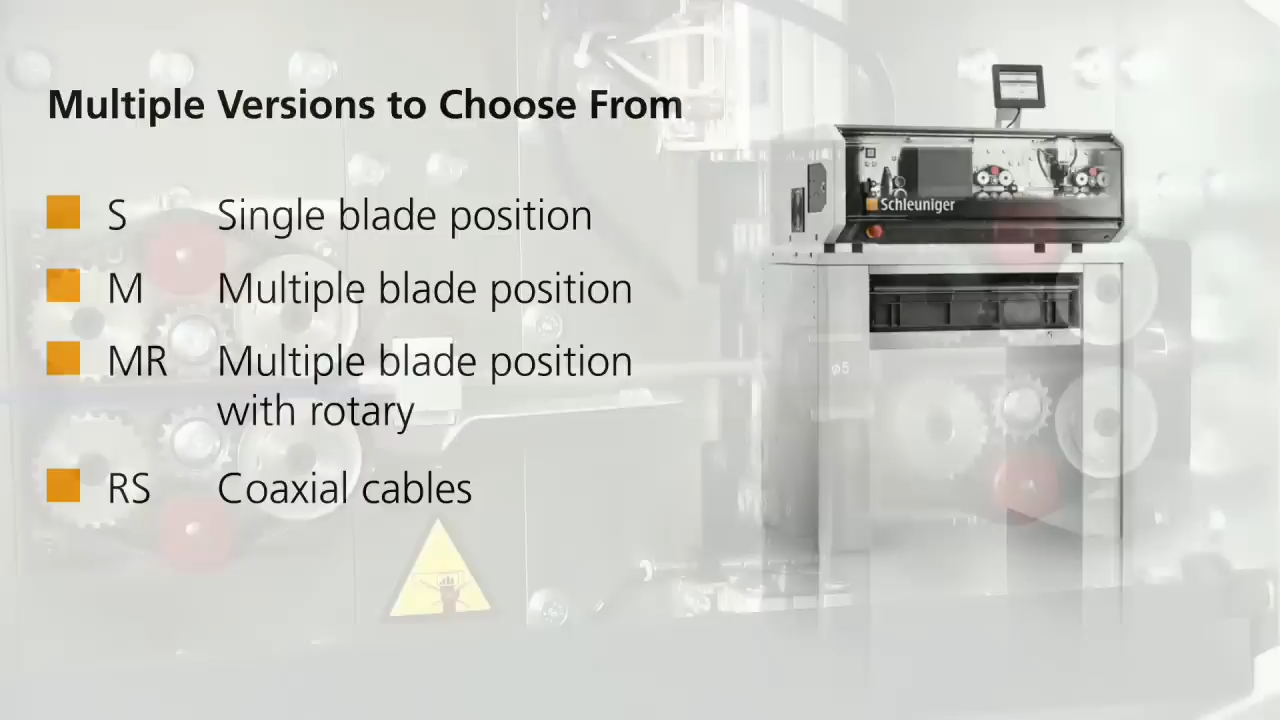 Multiple Versions to Choose From
S Single blade position
M Multiple blade position
MR Multiple blade position
with rotary
RS Coaxial cables
Schleuniger
ø5